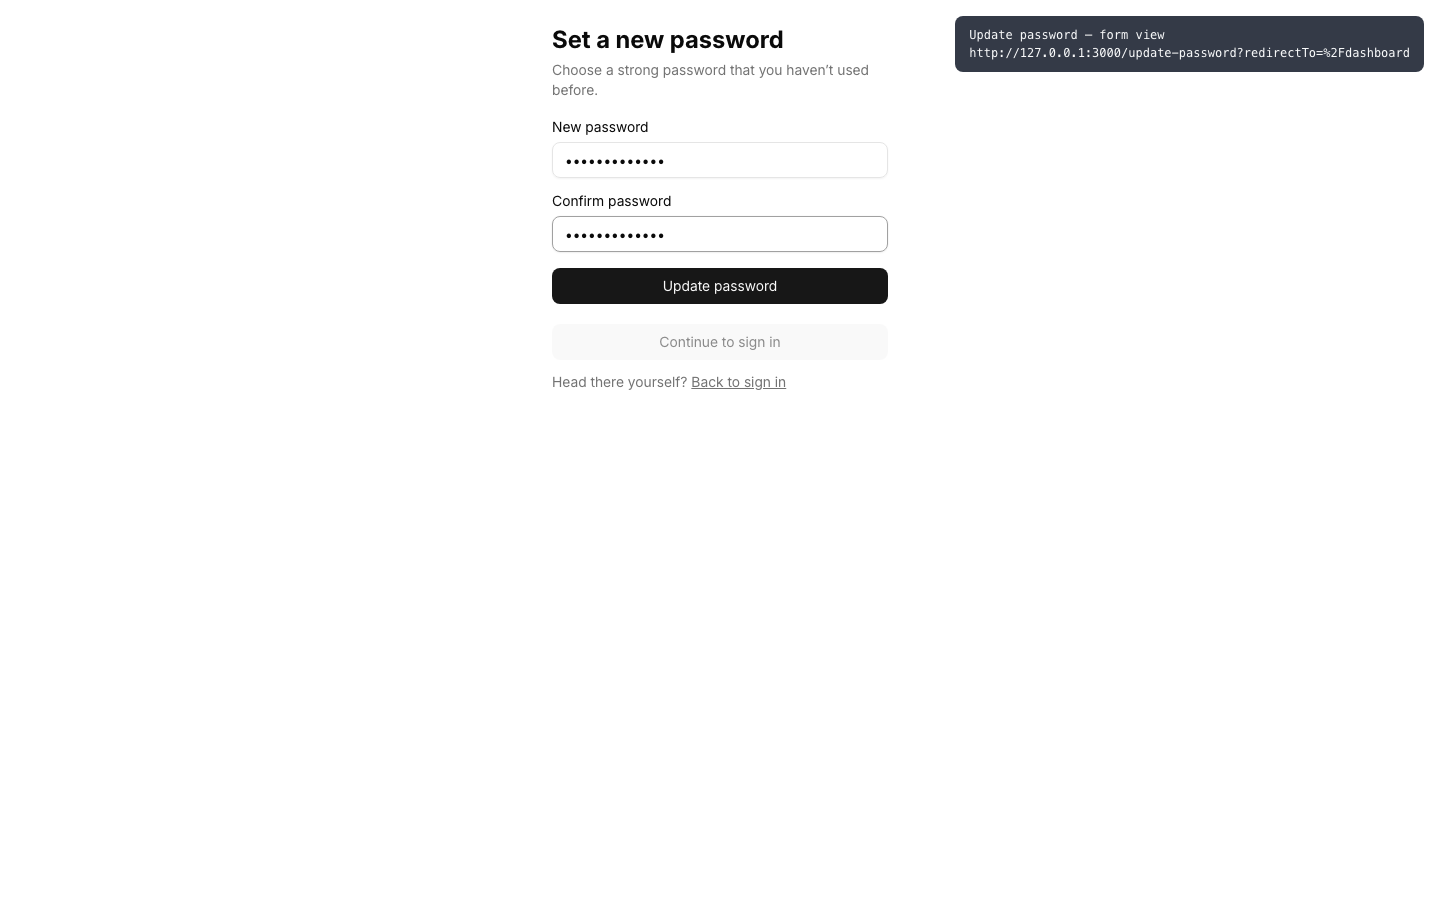 Set a new password
Choose a strong password that you haven’t used
before.
New password
•••••••••••••
Confirm password
•••••••••••••
Update password
Continue to sign in
Head there yourself? Back to sign in
Update password — form view
http://127.0.0.1:3000/update-password?redirectTo=%2Fdashboard